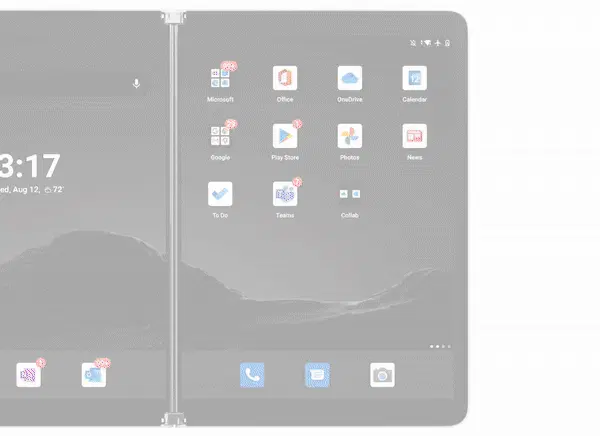 3:17
ed, Aug 12, 72°
Microsoft Office OneDrive Calendar
12
Google Play Store Photos News
To Do Teams Collab